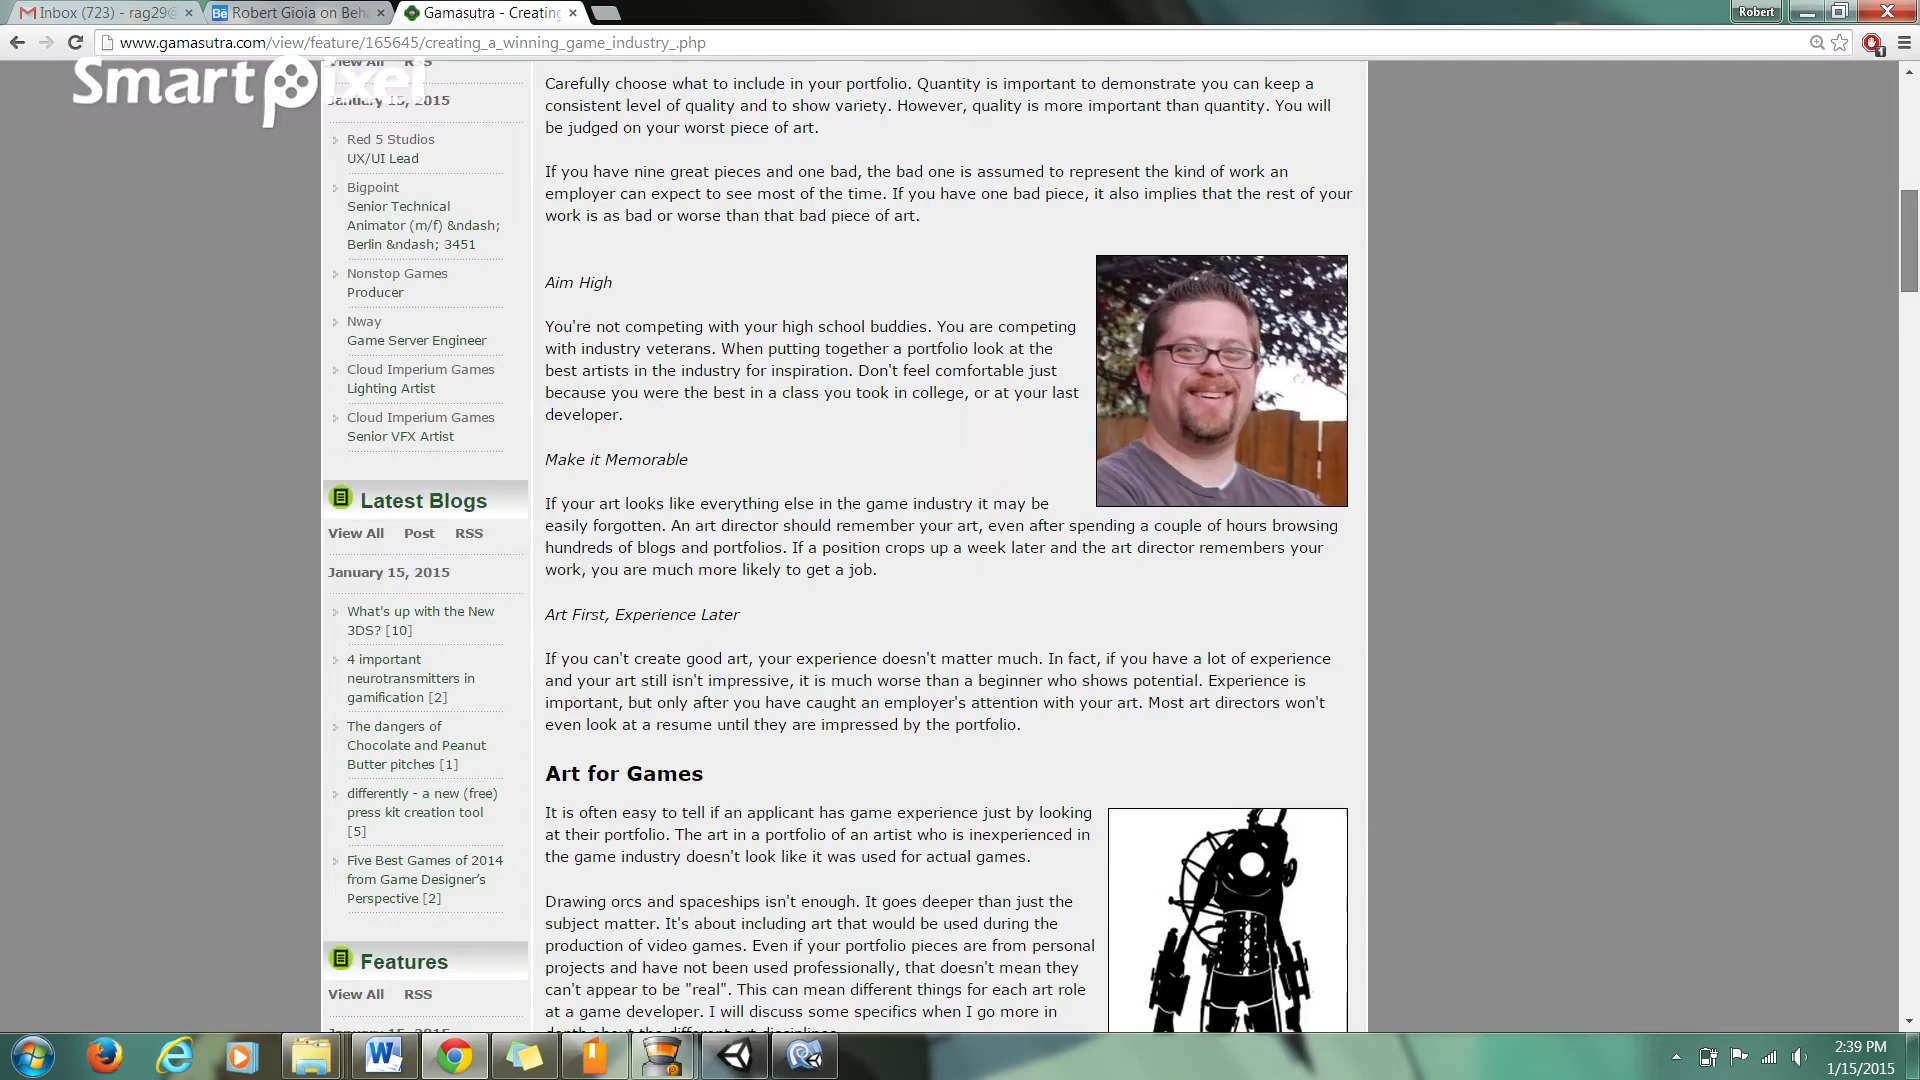 Inbox (723) - rag29@
Robert Gioia on Beha
Gamasutra - Creating
Robert
www.gamasutra.com/view/feature/165645/creating_a_winning_game_industry_.php
Smartpixel
View All RSS
January 15, 2015
Red 5 Studios
UX/UI Lead
Bigpoint
Senior Technical
Animator (m/f) &ndash;
Berlin &ndash; 3451
Nonstop Games
Producer
Nway
Game Server Engineer
Cloud Imperium Games
Lighting Artist
Cloud Imperium Games
Senior VFX Artist
Latest Blogs
View All Post RSS
January 15, 2015
What's up with the New
3DS? [10]
4 important
neurotransmitters in
gamification [2]
The dangers of
Chocolate and Peanut
Butter pitches [1]
differently - a new (free)
press kit creation tool
[5]
Five Best Games of 2014
from Game Designer's
Perspective [2]
Features
View All RSS
January 15, 2015
Carefully choose what to include in your portfolio. Quantity is important to demonstrate you can keep a
consistent level of quality and to show variety. However, quality is more important than quantity. You will
be judged on your worst piece of art.
If you have nine great pieces and one bad, the bad one is assumed to represent the kind of work an
employer can expect to see most of the time. If you have one bad piece, it also implies that the rest of your
work is as bad or worse than that bad piece of art.
Aim High
You're not competing with your high school buddies. You are competing
with industry veterans. When putting together a portfolio look at the
best artists in the industry for inspiration. Don't feel comfortable just
because you were the best in a class you took in college, or at your last
developer.
Make it Memorable
If your art looks like everything else in the game industry it may be
easily forgotten. An art director should remember your art, even after spending a couple of hours browsing
hundreds of blogs and portfolios. If a position crops up a week later and the art director remembers your
work, you are much more likely to get a job.
Art First, Experience Later
If you can't create good art, your experience doesn't matter much. In fact, if you have a lot of experience
and your art still isn't impressive, it is much worse than a beginner who shows potential. Experience is
important, but only after you have caught an employer's attention with your art. Most art directors won't
even look at a resume until they are impressed by the portfolio.
Art for Games
It is often easy to tell if an applicant has game experience just by looking
at their portfolio. The art in a portfolio of an artist who is inexperienced in
the game industry doesn't look like it was used for actual games.
Drawing orcs and spaceships isn't enough. It goes deeper than just the
subject matter. It's about including art that would be used during the
production of video games. Even if your portfolio pieces are from personal
projects and have not been used professionally, that doesn't mean they
can't appear to be "real". This can mean different things for each art role
at a game developer. I will discuss some specifics when I go more in
depth about the different art disciplines.
2:39 PM
1/15/2015